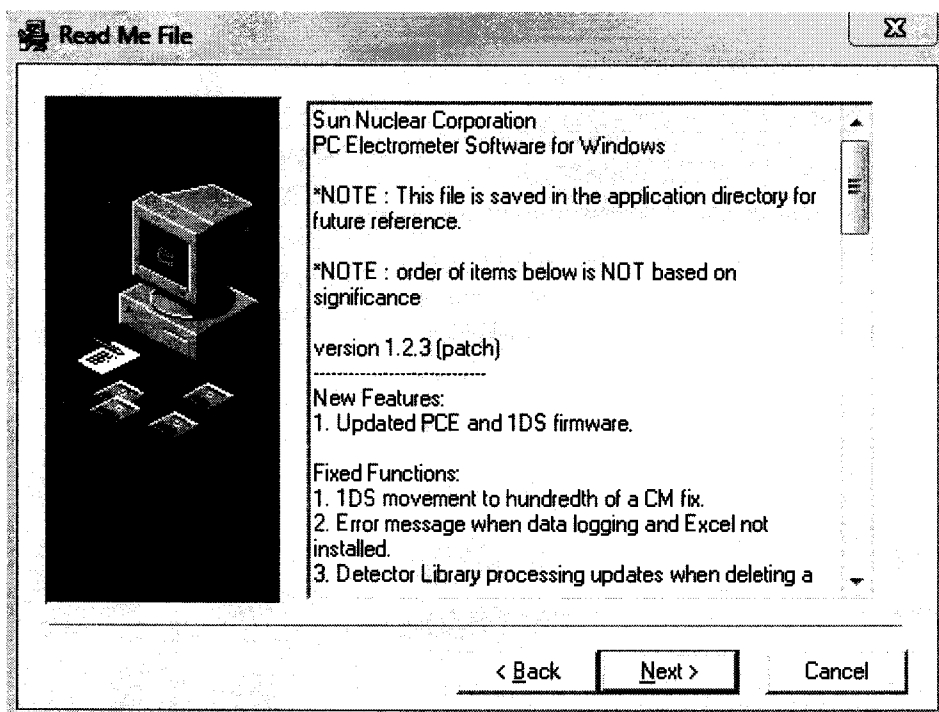 Read Me File
Sun Nuclear Corporation
PC Electrometer Software for Windows
*NOTE : This file is saved in the application directory for
future reference.
*NOTE : order of items below is NOT based on
significance
version 1.2.3 (patch)
----------------------------
New Features:
1. Updated PCE and 1DS firmware.
Fixed Functions:
1. 1DS movement to hundredth of a CM fix.
2. Error message when data logging and Excel not
installed.
3. Detector Library processing updates when deleting a
< Back
Next >
Cancel